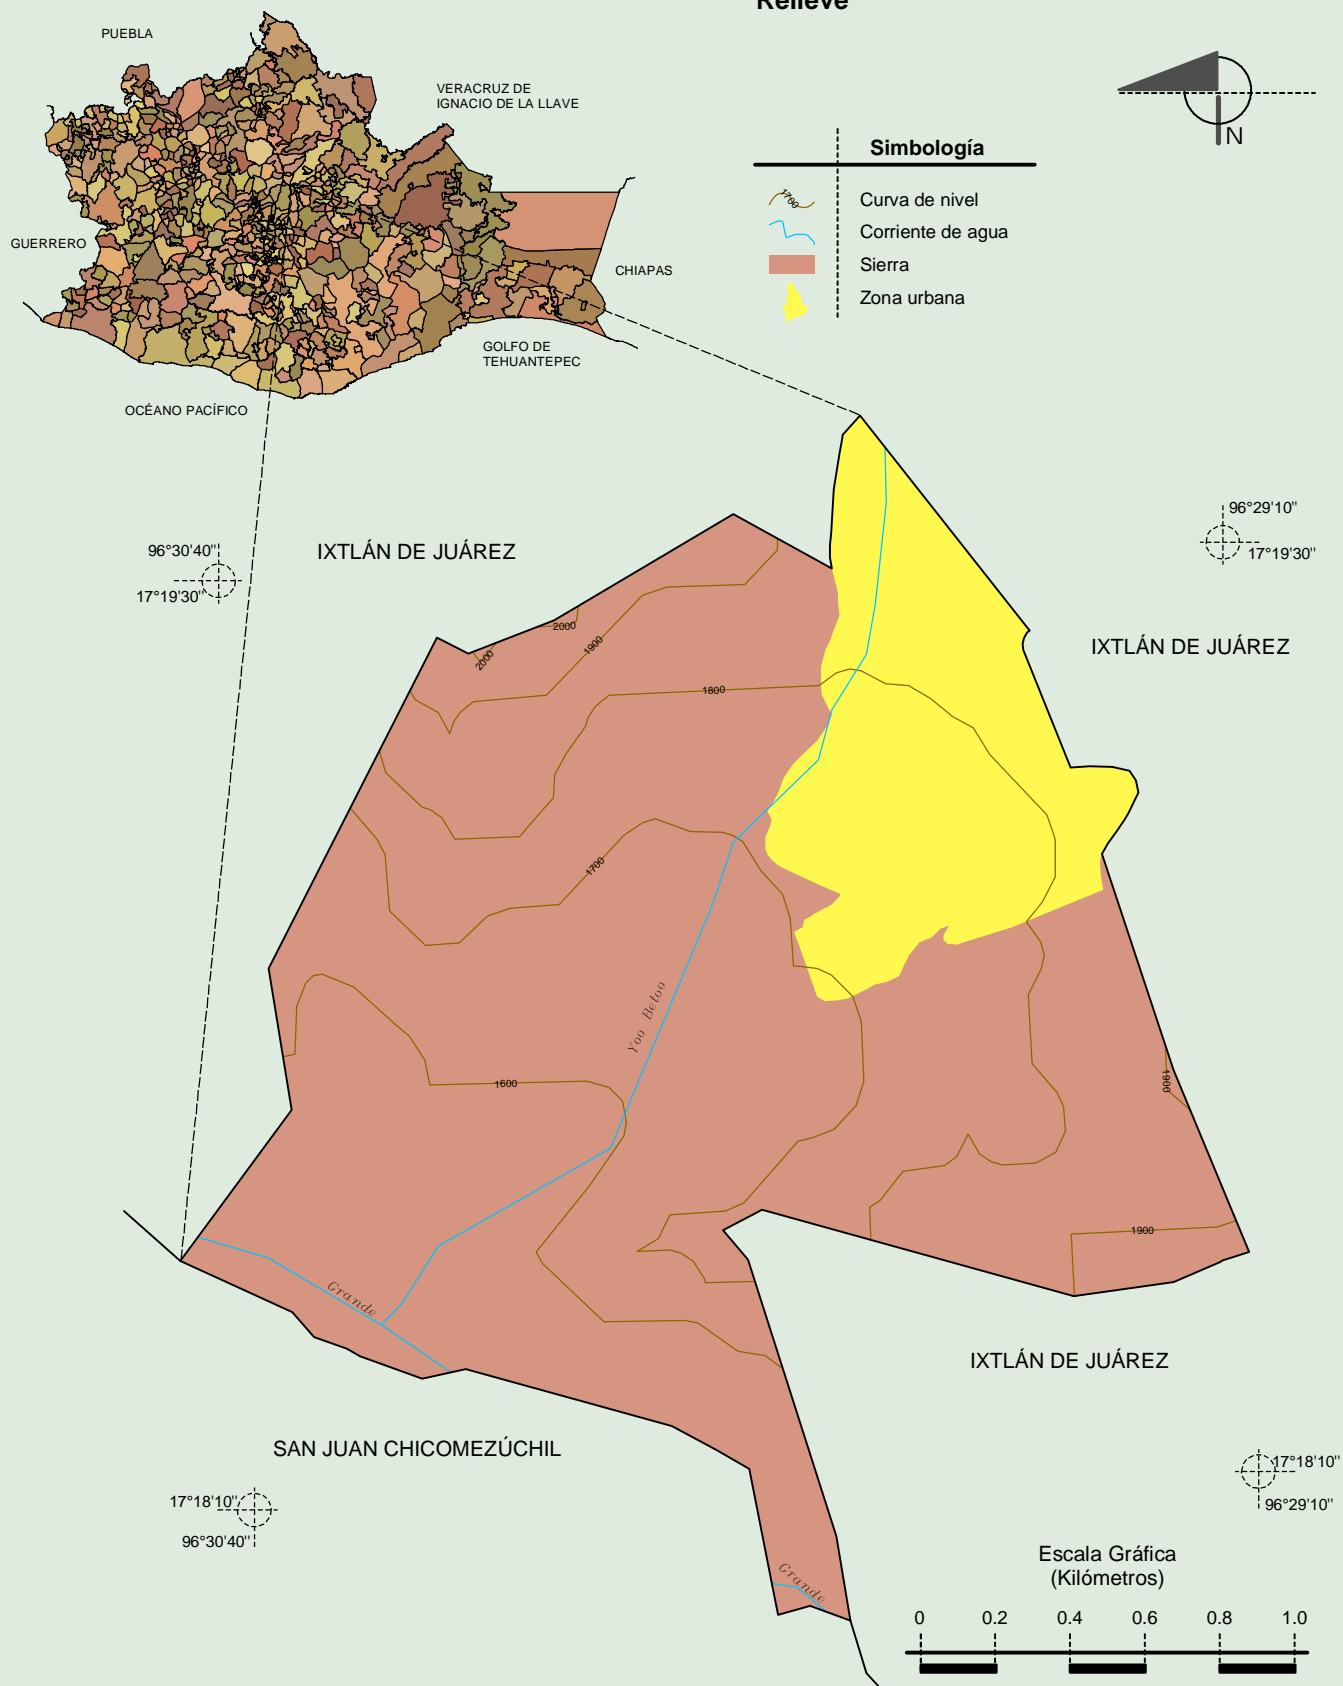 Relieve
PUEBLA
VERACRUZ DE
IGNACIO DE LA LLAVE
GUERRERO
CHIAPAS
GOLFO DE
TEHUANTEPEC
OCÉANO PACÍFICO
N
Simbología
1700
Curva de nivel
Corriente de agua
Sierra
Zona urbana
96°30'40"
17°19'30"
IXTLÁN DE JUÁREZ
96°29'10"
17°19'30"
IXTLÁN DE JUÁREZ
2000
2000
1900
1800
1700
Yoo Betoo
1600
1900
1900
Grande
IXTLÁN DE JUÁREZ
SAN JUAN CHICOMEZÚCHIL
17°18'10"
96°30'40"
17°18'10"
96°29'10"
Grande
Escala Gráfica
(Kilómetros)
0 0.2 0.4 0.6 0.8 1.0